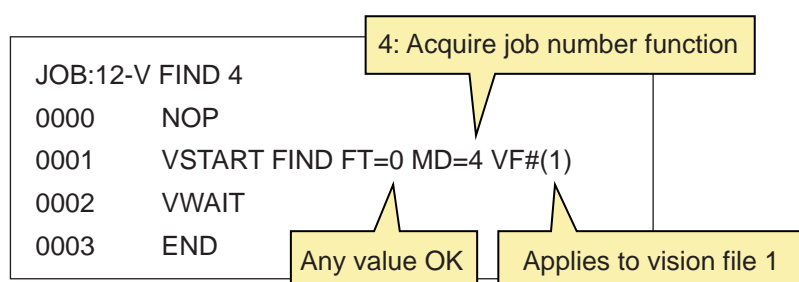 4: Acquire job number function
JOB:12-V FIND 4
0000 NOP
0001 VSTART FIND FT=0 MD=4 VF#(1)
0002 VWAIT
0003 END
Any value OK
Applies to vision file 1